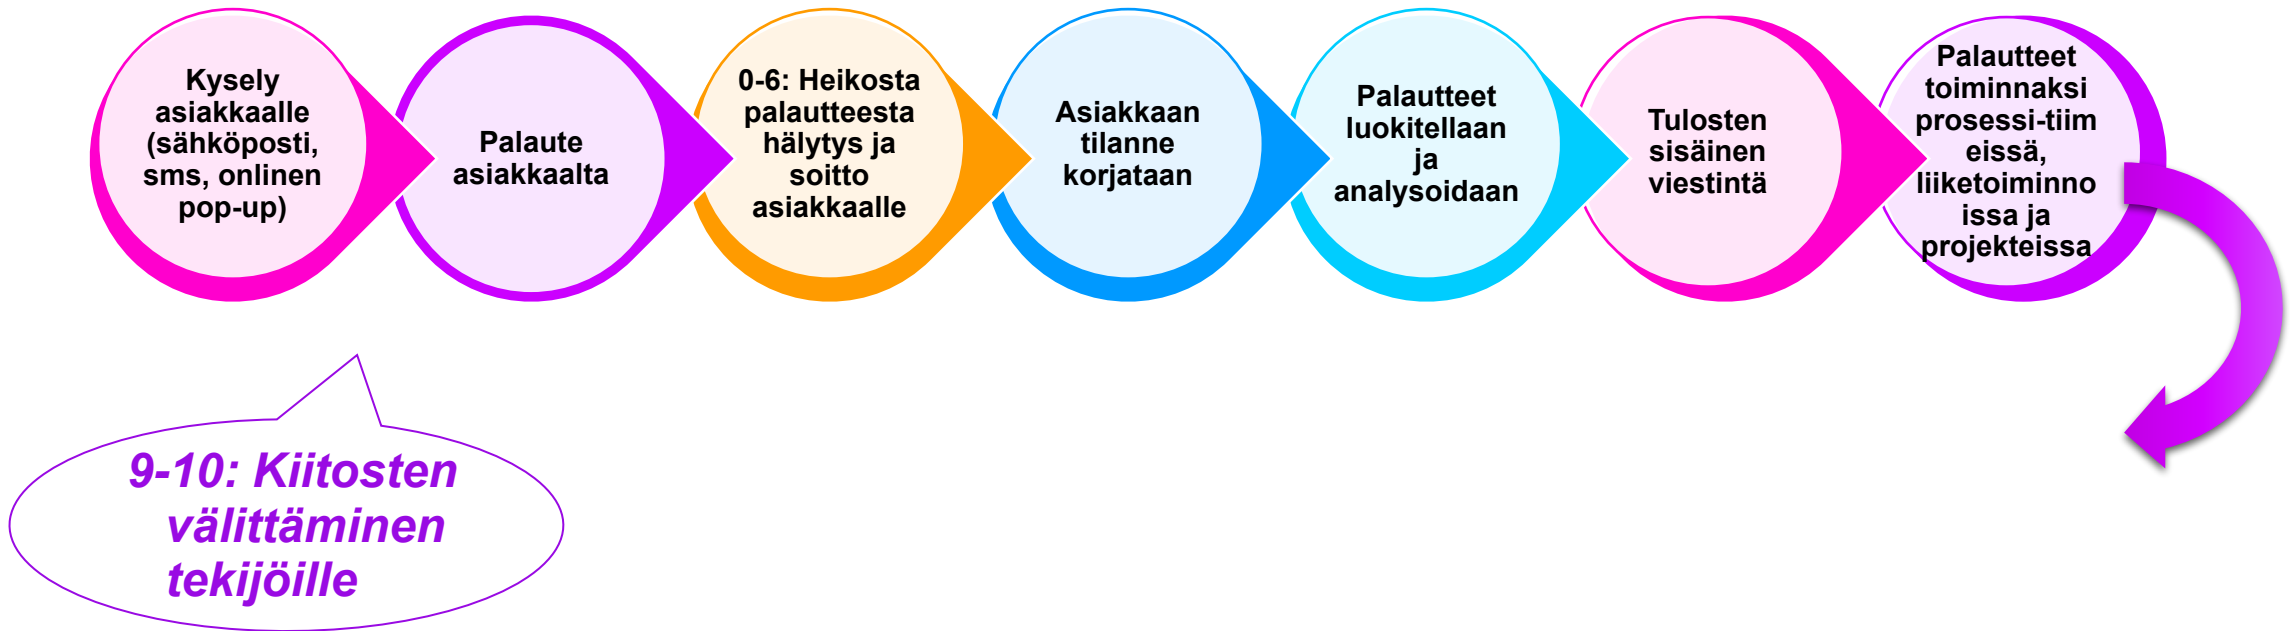 Kysely
asiakkaalle
(sähköposti,
sms, onlinen
pop-up)
Palaute
asiakkaalta
0-6: Heikosta
palautteesta
hälytys ja
soitto
asiakkaalle
Asiakkaan
tilanne
korjataan
Palautteet
luokitellaan
ja
analysoidaan
Tulosten
sisäinen
viestintä
Palautteet
toiminnaksi
prosessi-tiim
eissä,
liiketoiminno
issa ja
projekteissa
9-10: Kiitosten
välittäminen
tekijöille